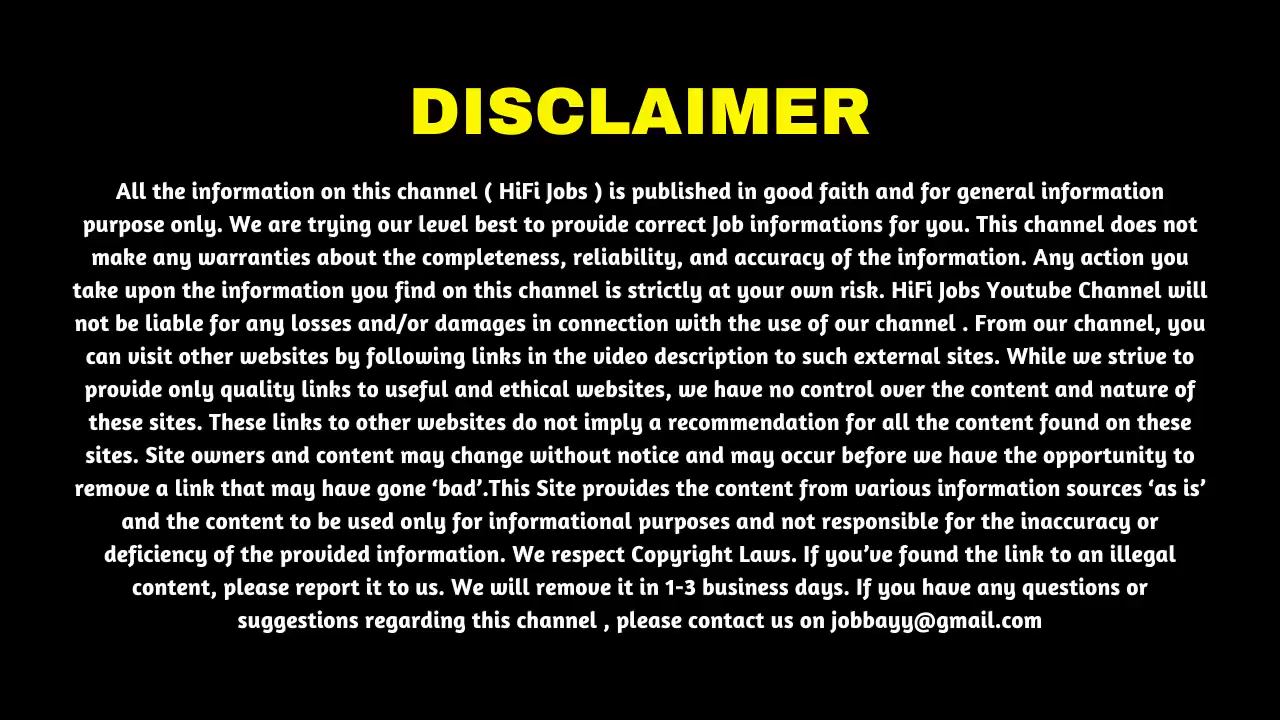 DISCLAIMER
All the information on this channel ( HiFi Jobs ) is published in good faith and for general information
purpose only. We are trying our level best to provide correct Job informations for you. This channel does not
make any warranties about the completeness, reliability, and accuracy of the information. Any action you
take upon the information you find on this channel is strictly at your own risk. HiFi Jobs Youtube Channel will
not be liable for any losses and/or damages in connection with the use of our channel . From our channel, you
can visit other websites by following links in the video description to such external sites. While we strive to
provide only quality links to useful and ethical websites, we have no control over the content and nature of
these sites. These links to other websites do not imply a recommendation for all the content found on these
sites. Site owners and content may change without notice and may occur before we have the opportunity to
remove a link that may have gone ‘bad’.This Site provides the content from various information sources ‘as is’
and the content to be used only for informational purposes and not responsible for the inaccuracy or
deficiency of the provided information. We respect Copyright Laws. If you’ve found the link to an illegal
content, please report it to us. We will remove it in 1-3 business days. If you have any questions or
suggestions regarding this channel , please contact us on jobbayy@gmail.com